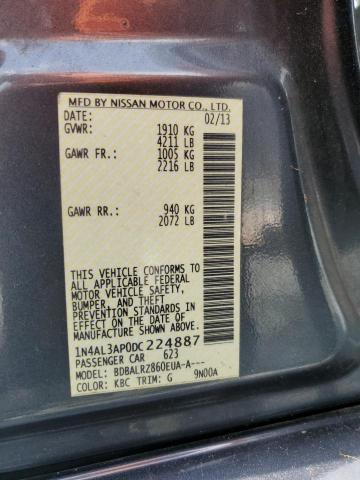 MFD BY NISSAN MOTOR CO., LTD.
DATE: 02/13
GVWR: 1910 KG
4211 LB
GAWR FR: 1005 KG
2216 LB
GAWR RR: 940 KG
2072 LB
THIS VEHICLE CONFORMS TO
ALL APPLICABLE FEDERAL
MOTOR VEHICLE SAFETY,
BUMPER, AND THEFT
PREVENTION STANDARDS IN
EFFECT ON THE DATE OF
MANUFACTURE SHOWN ABOVE.
1N4AL3AP0DC224887
PASSENGER CAR 623
MODEL: BDBALRZ860EUA-A---
COLOR: KBC TRIM: G 9N00A